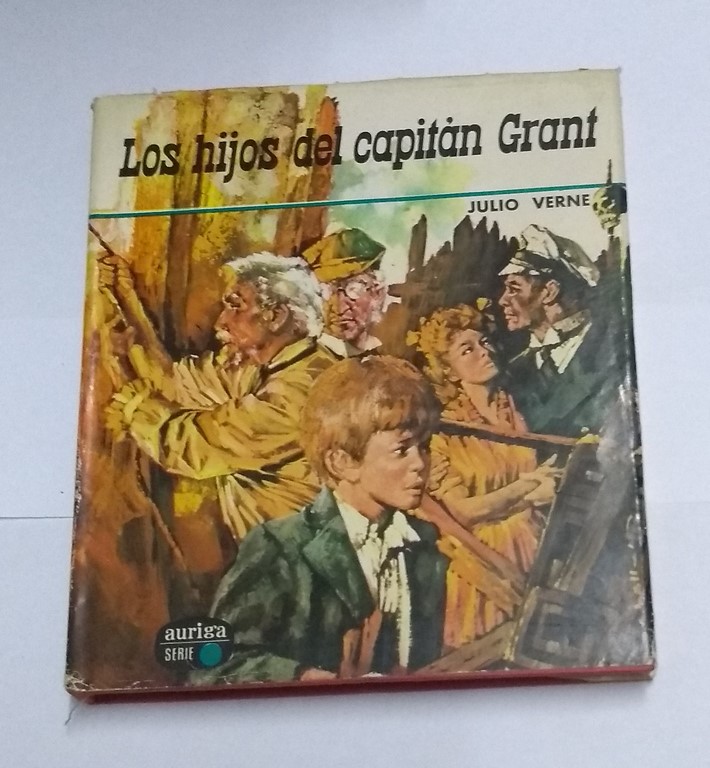 Los hijos del capitán Grant
JULIO VERNE
auriga
SERIE